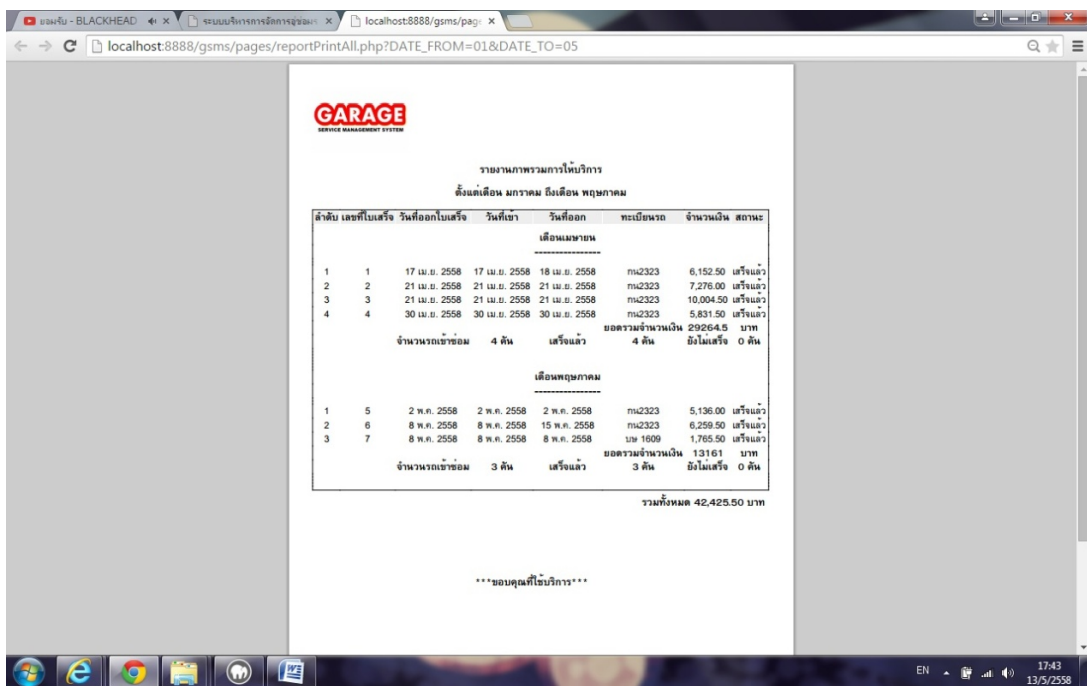 ยอมรับ - BLACKHEAD
ระบบบริหารการจัดการอู่ซ่อมร
localhost:8888/gsms/page
localhost:8888/gsms/pages/reportPrintAll.php?DATE_FROM=01&DATE_TO=05
GARAGE
SERVICE MANAGEMENT SYSTEM
รายงานภาพรวมการให้บริการ
ตั้งแต่เดือน มกราคม ถึงเดือน พฤษภาคม
ลำดับ เลขที่ใบเสร็จ วันที่ออกใบเสร็จ วันที่เข้า วันที่ออก ทะเบียนรถ จำนวนเงิน สถานะ
เดือนเมษายน
----------------
1 1 17 เม.ย. 2558 17 เม.ย. 2558 18 เม.ย. 2558 กน2323 6,152.50 เสร็จแล้ว
2 2 21 เม.ย. 2558 21 เม.ย. 2558 21 เม.ย. 2558 กน2323 7,276.00 เสร็จแล้ว
3 3 21 เม.ย. 2558 21 เม.ย. 2558 21 เม.ย. 2558 กน2323 10,004.50 เสร็จแล้ว
4 4 30 เม.ย. 2558 30 เม.ย. 2558 30 เม.ย. 2558 กน2323 5,831.50 เสร็จแล้ว
ยอดรวมจำนวนเงิน 29264.5 บาท
จำนวนรถเข้าซ่อม 4 คัน เสร็จแล้ว 4 คัน ยังไม่เสร็จ 0 คัน
เดือนพฤษภาคม
----------------
1 5 2 พ.ค. 2558 2 พ.ค. 2558 2 พ.ค. 2558 กน2323 5,136.00 เสร็จแล้ว
2 6 8 พ.ค. 2558 8 พ.ค. 2558 15 พ.ค. 2558 กน2323 6,259.50 เสร็จแล้ว
3 7 8 พ.ค. 2558 8 พ.ค. 2558 8 พ.ค. 2558 บษ 1609 1,765.50 เสร็จแล้ว
ยอดรวมจำนวนเงิน 13161 บาท
จำนวนรถเข้าซ่อม 3 คัน เสร็จแล้ว 3 คัน ยังไม่เสร็จ 0 คัน
รวมทั้งหมด 42,425.50 บาท
***ขอบคุณที่ใช้บริการ***
EN
17:43
13/5/2558